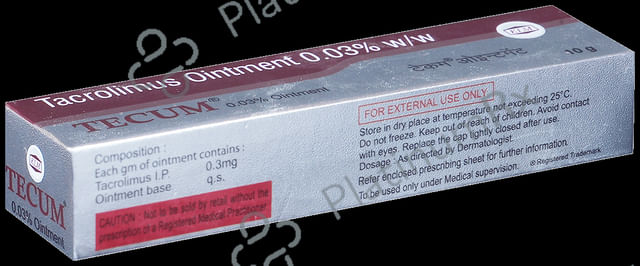 Tacrolimus Ointment 0.03% w/w
TECUM® 0.03% Ointment
टेकम® ऑइन्टमेंट
10 g
Composition :
Each gm of ointment contains :
Tacrolimus I.P. 0.3mg
Ointment base q.s.
CAUTION : Not to be sold by retail without the
prescription of a Registered Medical Practitioner.
FOR EXTERNAL USE ONLY
Store in dry place at temperature not exceeding 25°C.
Do not freeze. Keep out of reach of children. Avoid contact
with eyes. Replace the cap tightly closed after use.
Dosage : As directed by Dermatologist.
Refer enclosed prescribing sheet for further information.
To be used only under Medical supervision.
® Registered Trademark
TECUM®
0.03% Ointment